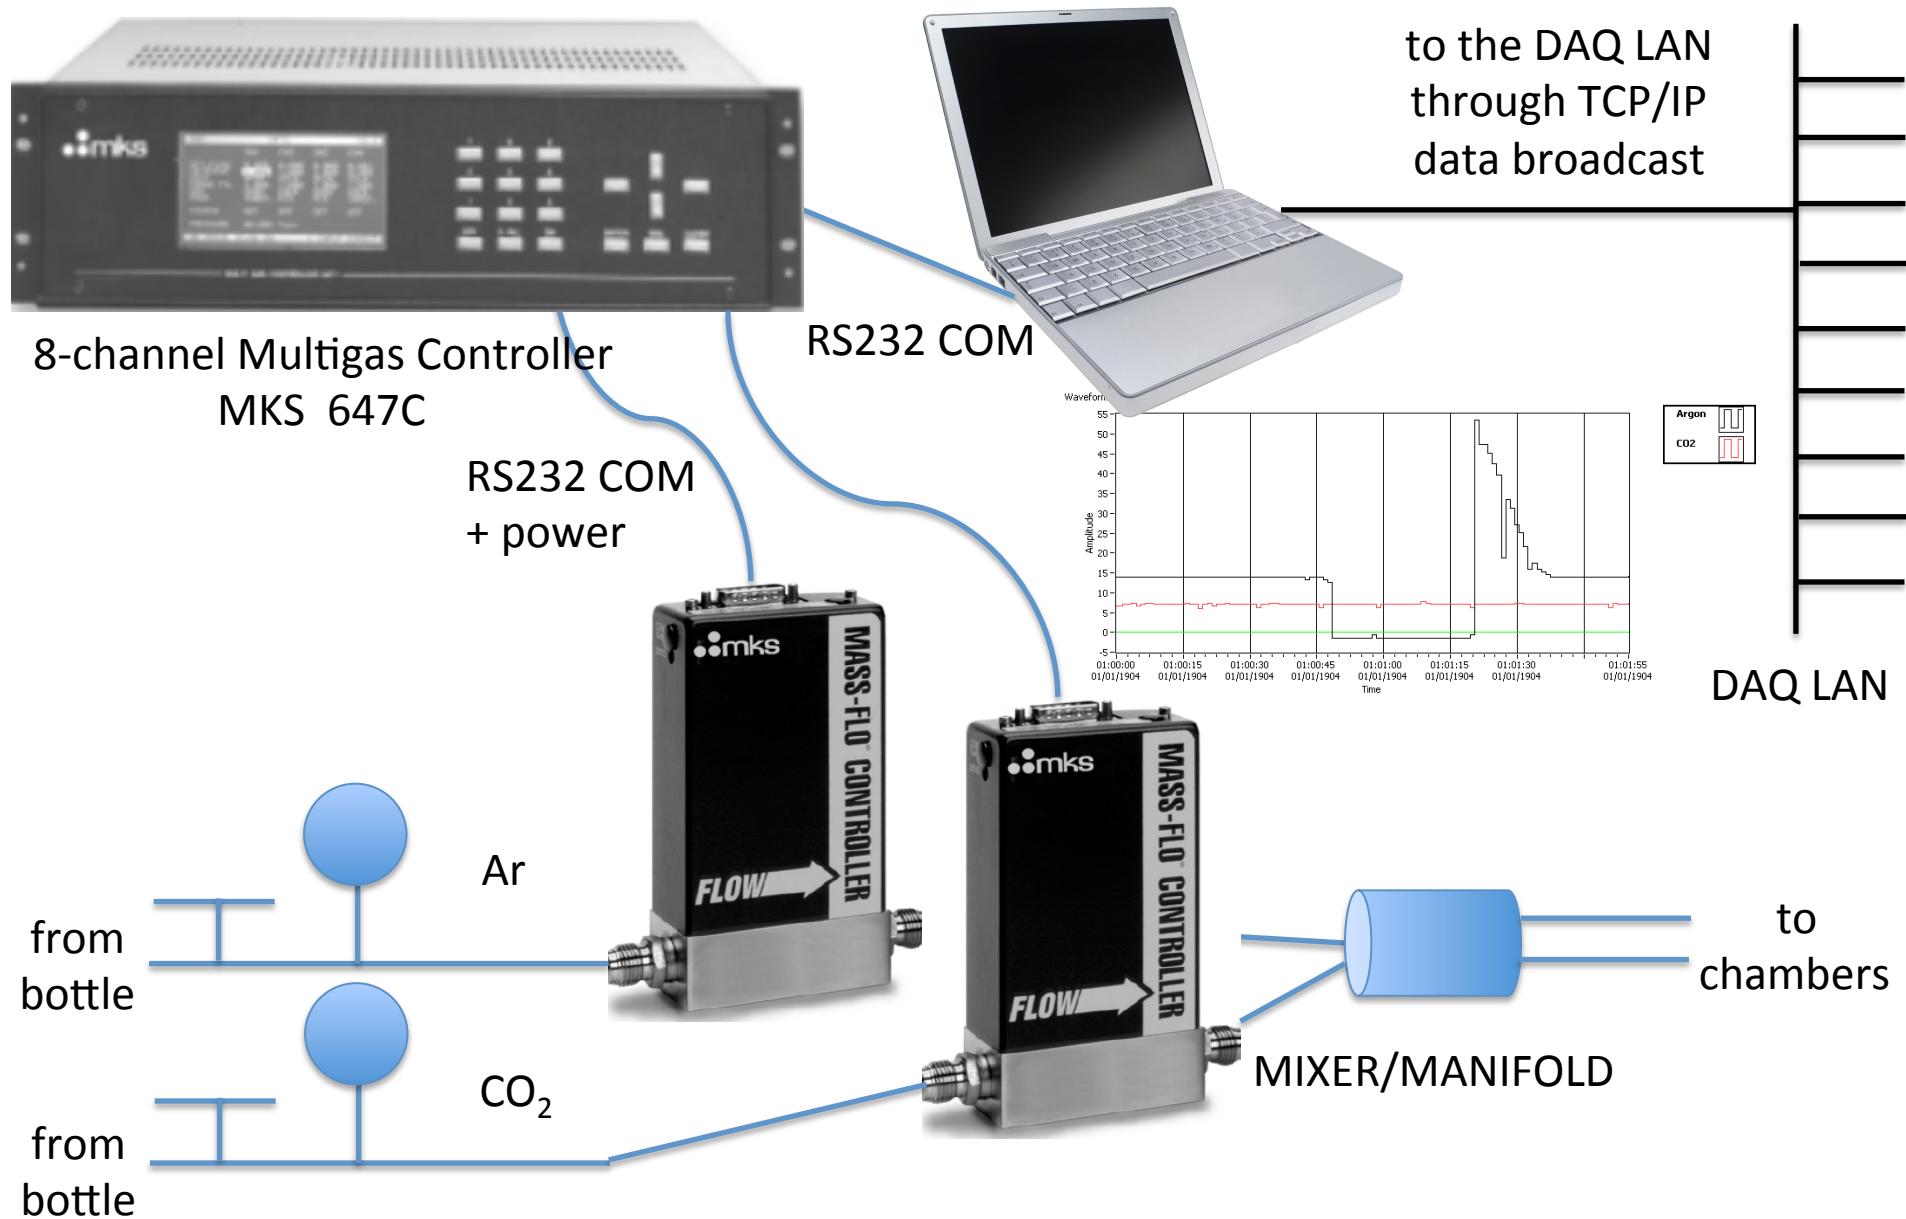 mks
8-channel Multigas Controller
MKS 647C
RS232 COM
to the DAQ LAN
through TCP/IP
data broadcast
RS232 COM
+ power
Argon
CO2
55
50
45
40
35
30
25
20
15
10
5
0
-5
Amplitude
01:00:00 01:00:15 01:00:30 01:00:45 01:01:00 01:01:15 01:01:30 01:01:55
01/01/1904 01/01/1904 01/01/1904 01/01/1904 01/01/1904 01/01/1904 01/01/1904 01/01/1904
Time
DAQ LAN
mks
MASS-FLO® CONTROLLER
FLOW
mks
MASS-FLO® CONTROLLER
FLOW
Ar
from
bottle
CO₂
from
bottle
MIXER/MANIFOLD
to
chambers